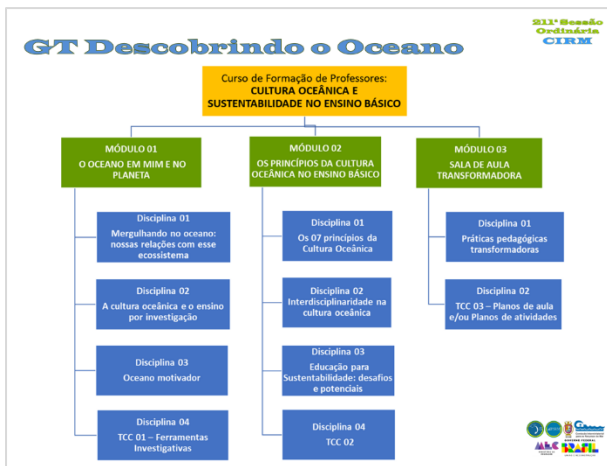 211ª Sessão
Ordinária
CIRM
GT Descobrindo o Oceano
Curso de Formação de Professores:
CULTURA OCEÂNICA E
SUSTENTABILIDADE NO ENSINO BÁSICO
MÓDULO 01
O OCEANO EM MIM E NO
PLANETA
Disciplina 01
Mergulhando no oceano:
nossas relações com esse
ecossistema
Disciplina 02
A cultura oceânica e o ensino
por investigação
Disciplina 03
Oceano motivador
Disciplina 04
TCC 01 – Ferramentas
Investigativas
MÓDULO 02
OS PRINCÍPIOS DA CULTURA
OCEÂNICA NO ENSINO BÁSICO
Disciplina 01
Os 07 princípios da
Cultura Oceânica
Disciplina 02
Interdisciplinaridade na
cultura oceânica
Disciplina 03
Educação para
Sustentabilidade: desafios
e potenciais
Disciplina 04
TCC 02
MÓDULO 03
SALA DE AULA
TRANSFORMADORA
Disciplina 01
Práticas pedagógicas
transformadoras
Disciplina 02
TCC 03 – Planos de aula
e/ou Planos de atividades
MEC
BRASIL